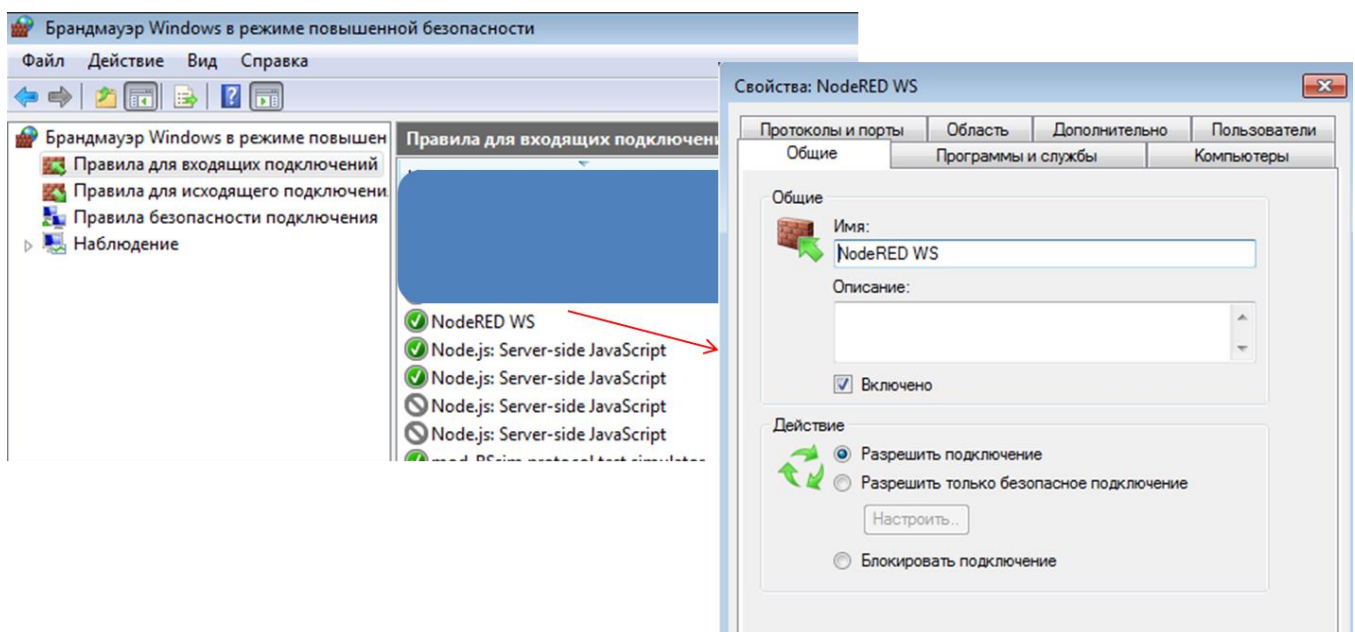 Брандмауэр Windows в режиме повышенной безопасности
Файл Действие Вид Справка
Брандмауэр Windows в режиме повышен
Правила для входящих подключений
Правила для исходящего подключени
Правила безопасности подключения
Наблюдение
Правила для входящих подключени
NodeRED WS
Node.js: Server-side JavaScript
Node.js: Server-side JavaScript
Node.js: Server-side JavaScript
Node.js: Server-side JavaScript
Свойства: NodeRED WS
Протоколы и порты Область Дополнительно Пользователи
Общие Программы и службы Компьютеры
Общие
Имя:
NodeRED WS
Описание:
Включено
Действие
Разрешить подключение
Разрешить только безопасное подключение
Настроить..
Блокировать подключение